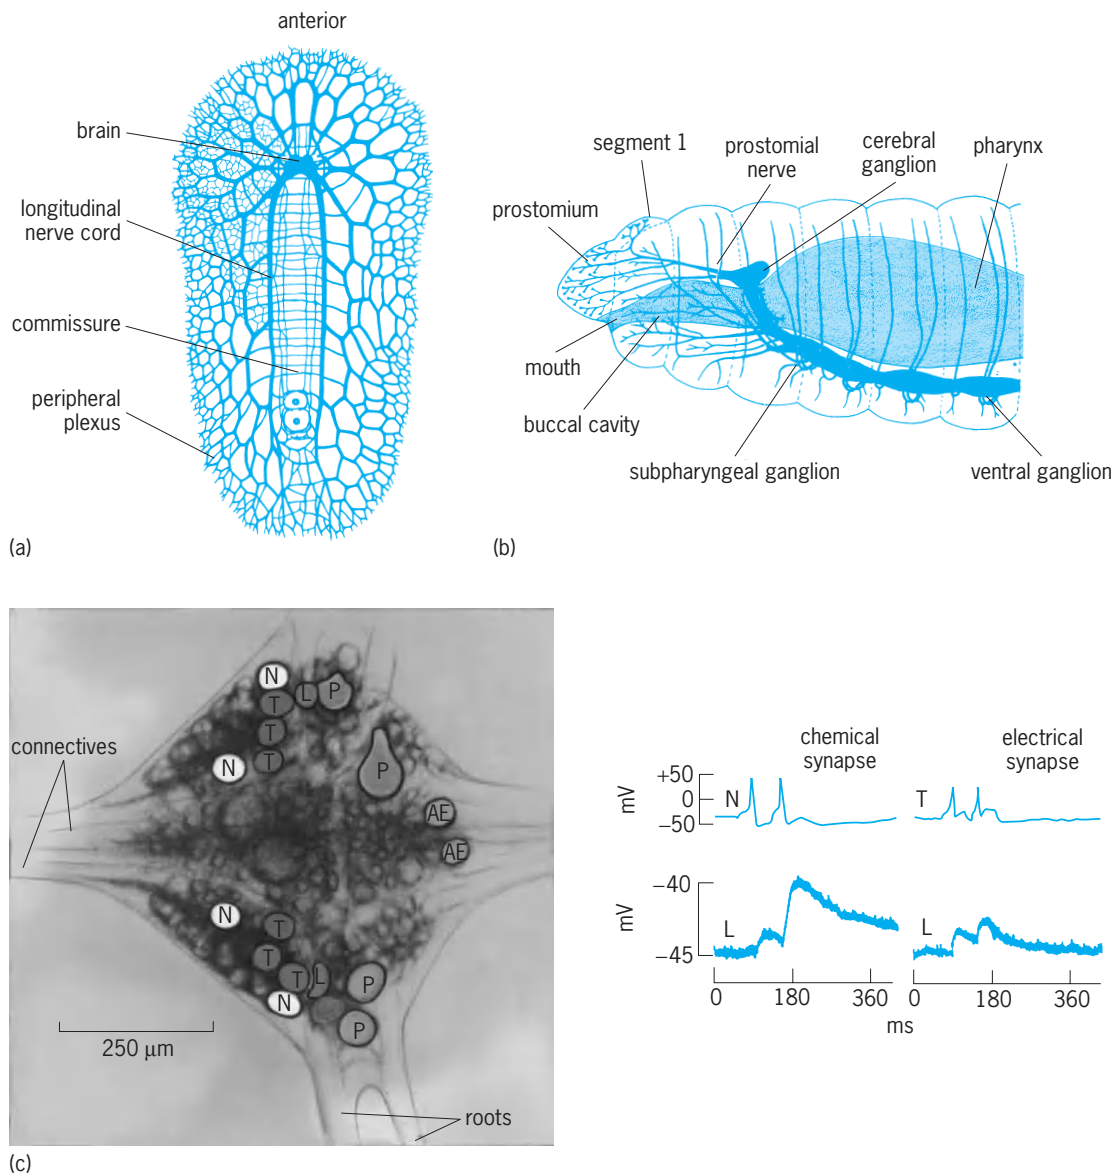 anterior
brain
longitudinal
nerve cord
commissure
peripheral
plexus
(a)
segment 1
prostomial
nerve
cerebral
ganglion
pharynx
prostomium
mouth
buccal cavity
subpharyngeal ganglion
ventral ganglion
(b)
connectives
N
T
L
P
T
T
N
P
AE
AE
N
T
T
T
L
P
N
P
250 μm
roots
(c)
chemical
synapse
electrical
synapse
mV
+50
0
−50
N
T
mV
−40
−45
L
L
0
180
360
0
180
360
ms